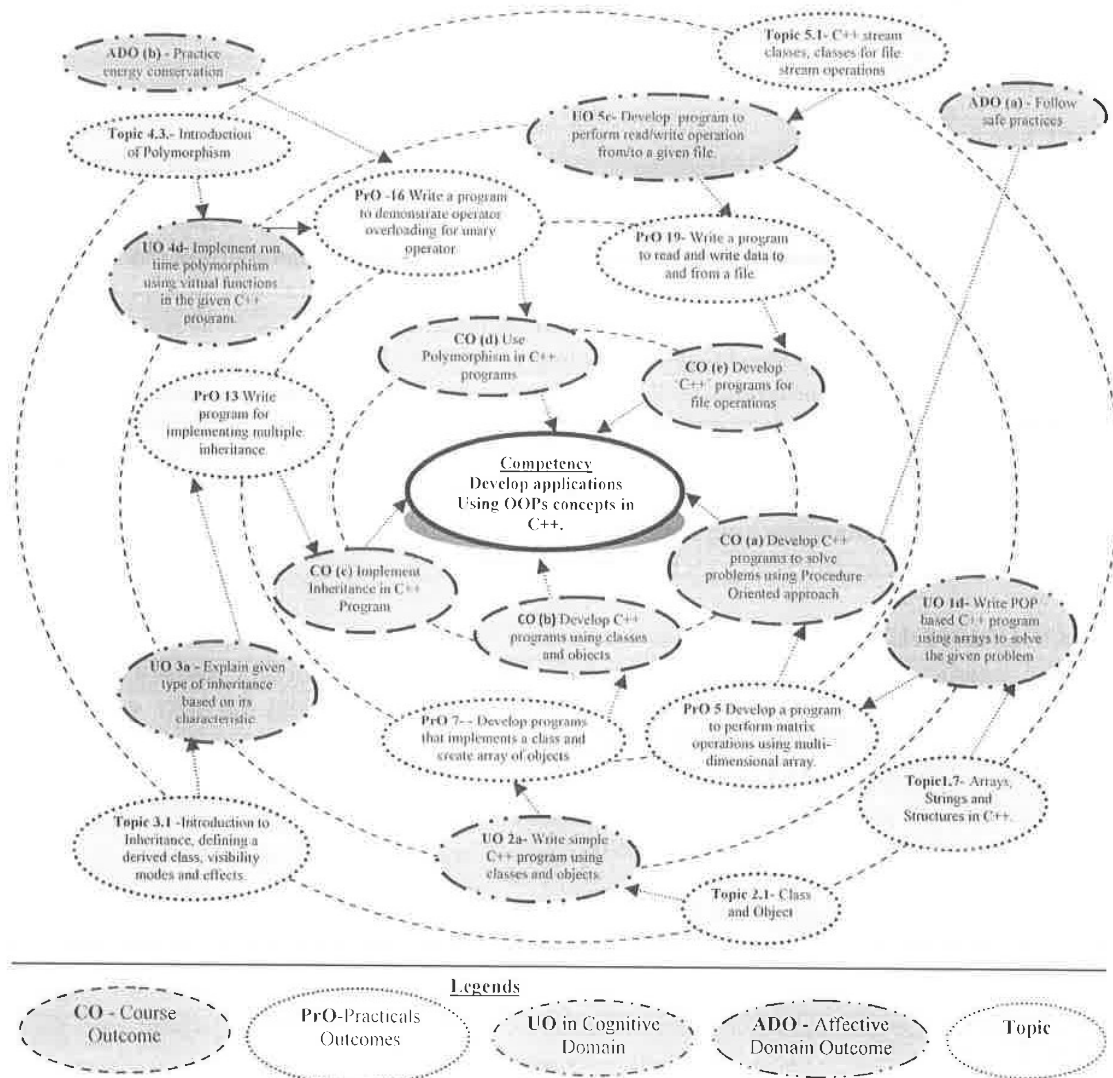 ADO (b) - Practice
energy conservation
Topic 5.1- C++ stream
classes, classes for file
stream operations
ADO (a) - Follow
safe practices
Topic 4.3.- Introduction
of Polymorphism
UO 5c- Develop program to
perform read/write operation
from/to a given file.
PrO -16 Write a program
to demonstrate operator
overloading for unary
operator
PrO 19- Write a program
to read and write data to
and from a file.
UO 4d- Implement run
time polymorphism
using virtual functions
in the given C++
program.
CO (d) Use
Polymorphism in C++
programs
CO (e) Develop
'C++' programs for
file operations
PrO 13 Write
program for
implementing multiple
inheritance.
Competency
Develop applications
Using OOPs concepts in
C++.
CO (a) Develop C++
programs to solve
problems using Procedure
Oriented approach
CO (c) Implement
Inheritance in C++
Program
CO (b) Develop C++
programs using classes
and objects
UO 1d- Write POP
based C++ program
using arrays to solve
the given problem
UO 3a - Explain given
type of inheritance
based on its
characteristic
PrO 7- - Develop programs
that implements a class and
create array of objects
PrO 5 Develop a program
to perform matrix
operations using multi-
dimensional array.
Topic1.7- Arrays,
Strings and
Structures in C++.
Topic 3.1 -Introduction to
Inheritance, defining a
derived class, visibility
modes and effects.
UO 2a- Write simple
C++ program using
classes and objects.
Topic 2.1- Class
and Object
Legends
CO - Course
Outcome
PrO-Practicals
Outcomes
UO in Cognitive
Domain
ADO - Affective
Domain Outcome
Topic